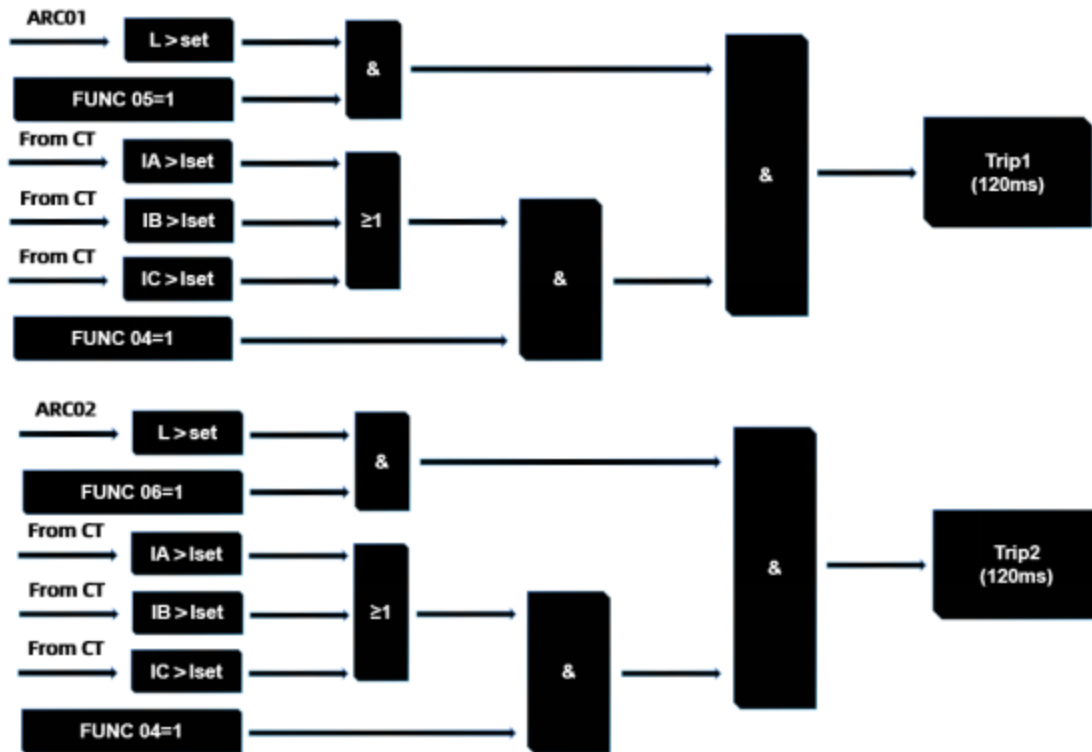 ARC01
L>set
&
FUNC 05=1
From CT
IA>Iset
From CT
IB>Iset
≥1
&
Trip1
(120ms)
From CT
IC>Iset
&
FUNC 04=1
ARC02
L>set
&
FUNC 06=1
From CT
IA>Iset
From CT
IB>Iset
≥1
&
Trip2
(120ms)
From CT
IC>Iset
&
FUNC 04=1